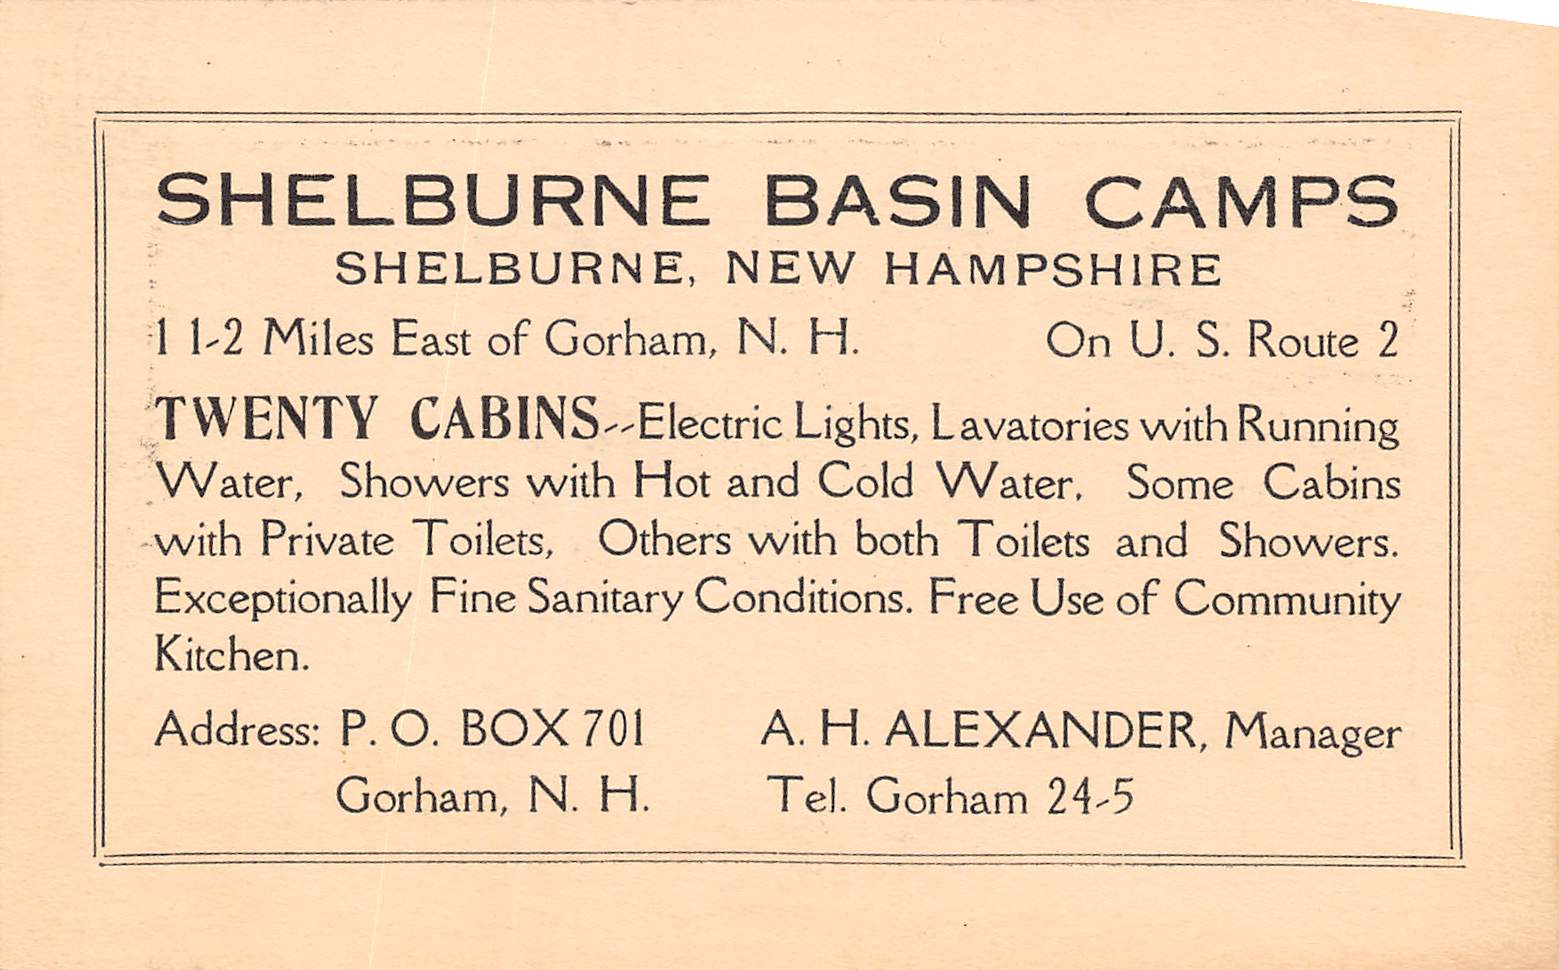 SHELBURNE BASIN CAMPS
SHELBURNE, NEW HAMPSHIRE
1 1-2 Miles East of Gorham, N. H. On U. S. Route 2
TWENTY CABINS--Electric Lights, Lavatories with Running
Water, Showers with Hot and Cold Water. Some Cabins
with Private Toilets, Others with both Toilets and Showers.
Exceptionally Fine Sanitary Conditions. Free Use of Community
Kitchen.
Address: P. O. BOX 701 A. H. ALEXANDER, Manager
Gorham, N. H. Tel. Gorham 24-5